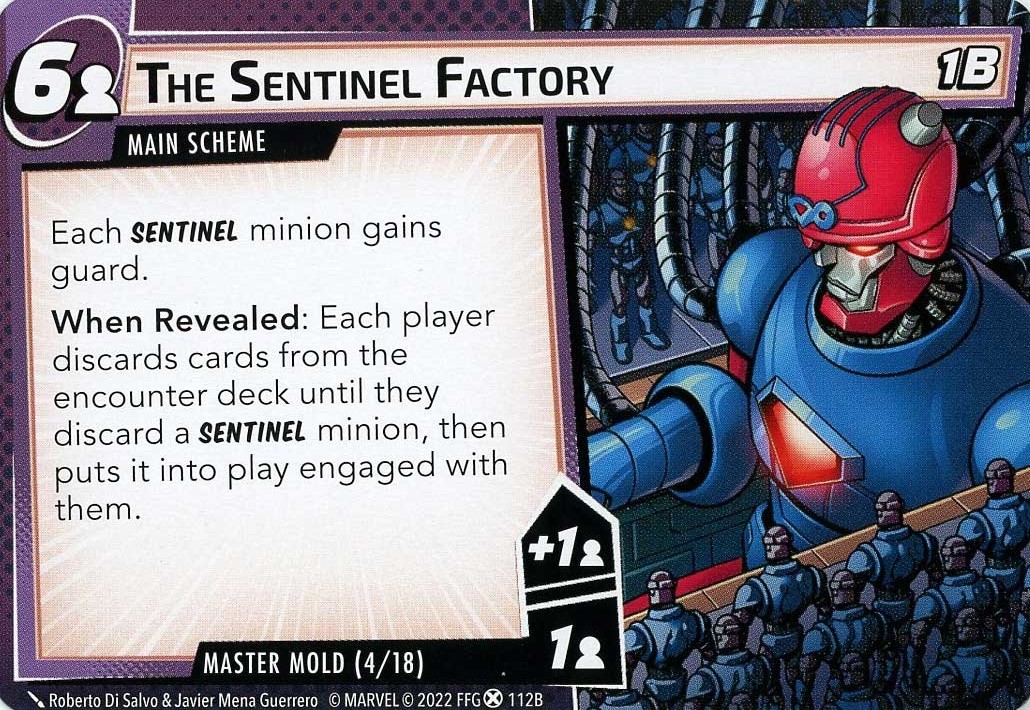 6 THE SENTINEL FACTORY 1B
MAIN SCHEME
Each SENTINEL minion gains
guard.
When Revealed: Each player
discards cards from the
encounter deck until they
discard a SENTINEL minion, then
puts it into play engaged with
them.
+1
1
MASTER MOLD (4/18)
Roberto Di Salvo & Javier Mena Guerrero © MARVEL © 2022 FFG 112B